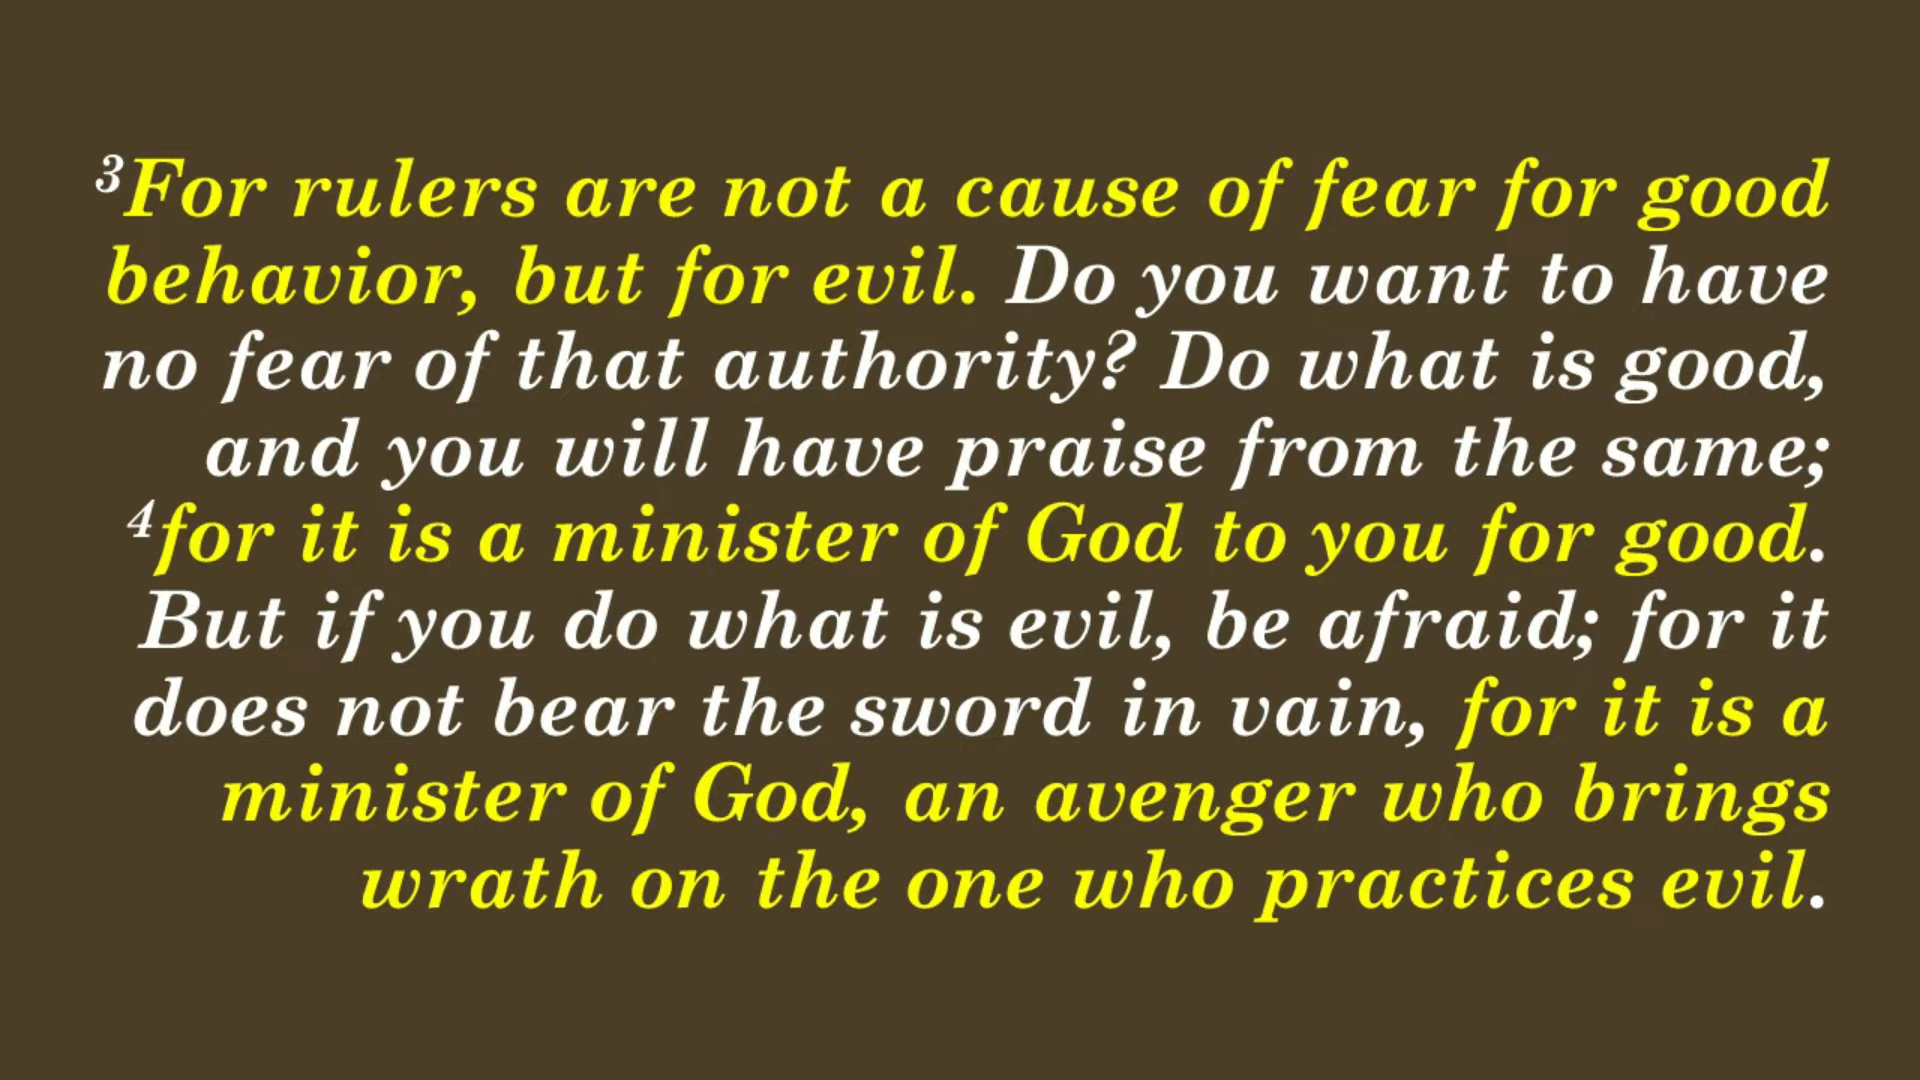 ³For rulers are not a cause of fear for good
behavior, but for evil. Do you want to have
no fear of that authority? Do what is good,
and you will have praise from the same;
⁴for it is a minister of God to you for good.
But if you do what is evil, be afraid; for it
does not bear the sword in vain, for it is a
minister of God, an avenger who brings
wrath on the one who practices evil.